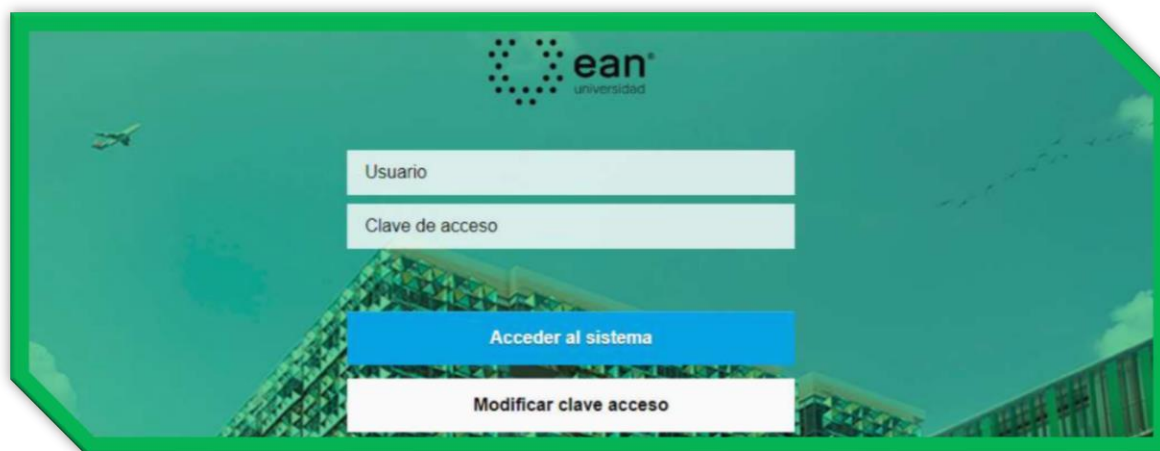 ean®
universidad
Usuario
Clave de acceso
Acceder al sistema
Modificar clave acceso